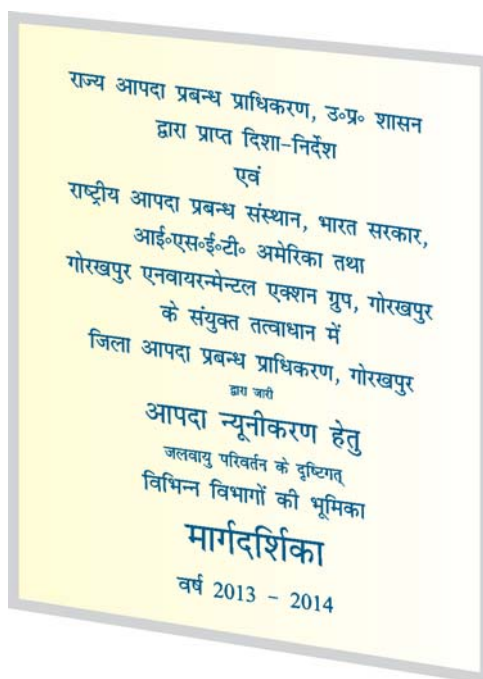 राज्य आपदा प्रबन्ध प्राधिकरण, उ॰प्र॰ शासन
द्वारा प्राप्त दिशा-निर्देश
एवं
राष्ट्रीय आपदा प्रबन्ध संस्थान, भारत सरकार,
आई॰एस॰ई॰टी॰ अमेरिका तथा
गोरखपुर एनवायरन्मेन्टल एक्शन ग्रुप, गोरखपुर
के संयुक्त तत्वाधान में
जिला आपदा प्रबन्ध प्राधिकरण, गोरखपुर
द्वारा जारी
आपदा न्यूनीकरण हेतु
जलवायु परिवर्तन के दृष्टिगत्
विभिन्न विभागों की भूमिका
मार्गदर्शिका
वर्ष 2013 - 2014